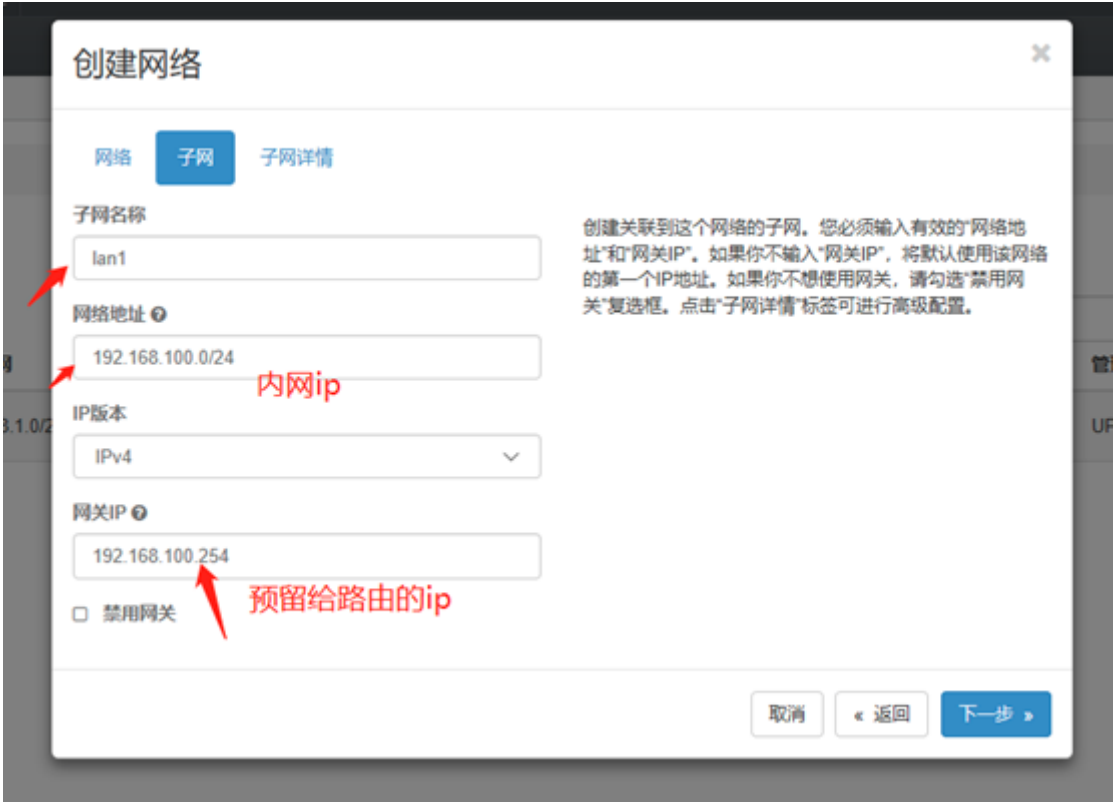 创建网络
×
网络 子网 子网详情
子网名称
lan1
网络地址
192.168.100.0/24
内网ip
IP版本
IPv4
网关IP
192.168.100.254
预留给路由的ip
禁用网关
创建关联到这个网络的子网。您必须输入有效的“网络地
址”和“网关IP”。如果你不输入“网关IP”，将默认使用该网络
的第一个IP地址。如果你不想使用网关，请勾选“禁用网
关”复选框。点击“子网详情”标签可进行高级配置。
取消 « 返回 下一步 »
3.1.0/2
UP